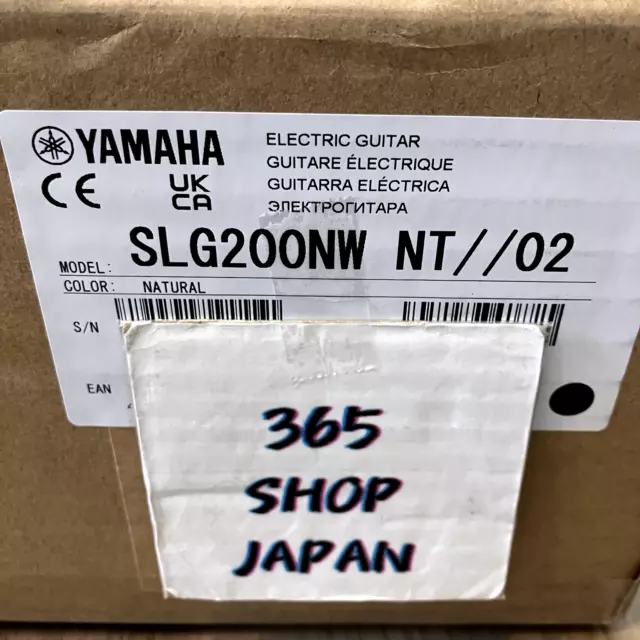 YAMAHA
CE
UK
CA
ELECTRIC GUITAR
GUITARE ÉLECTRIQUE
GUITARRA ELÉCTRICA
ЭЛЕКТРОГИТАРА
MODEL: SLG200NW NT//02
COLOR: NATURAL
S/N
EAN
365
SHOP
JAPAN